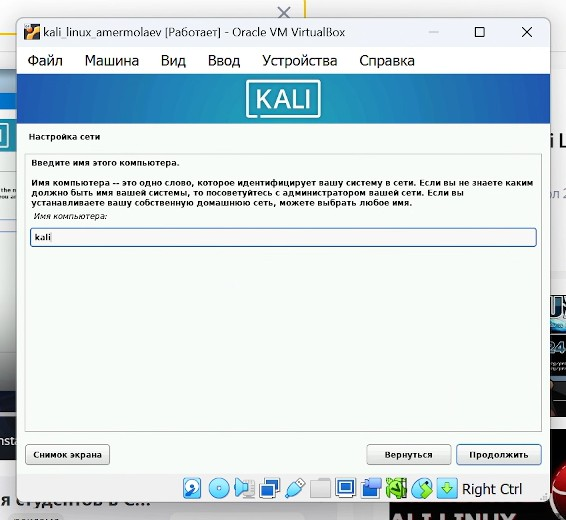 kali_linux_amermolaev [Работает] - Oracle VM VirtualBox
Файл Машина Вид Ввод Устройства Справка
KALI
Настройка сети
Введите имя этого компьютера.
Имя компьютера -- это одно слово, которое идентифицирует вашу систему в сети. Если вы не знаете каким
должно быть имя вашей системы, то посоветуйтесь с администратором вашей сети. Если вы
устанавливаете вашу собственную домашнюю сеть, можете выбрать любое имя.
Имя компьютера:
kali
Снимок экрана Вернуться Продолжить
Right Ctrl
я студентов в С...
ALI LINUX